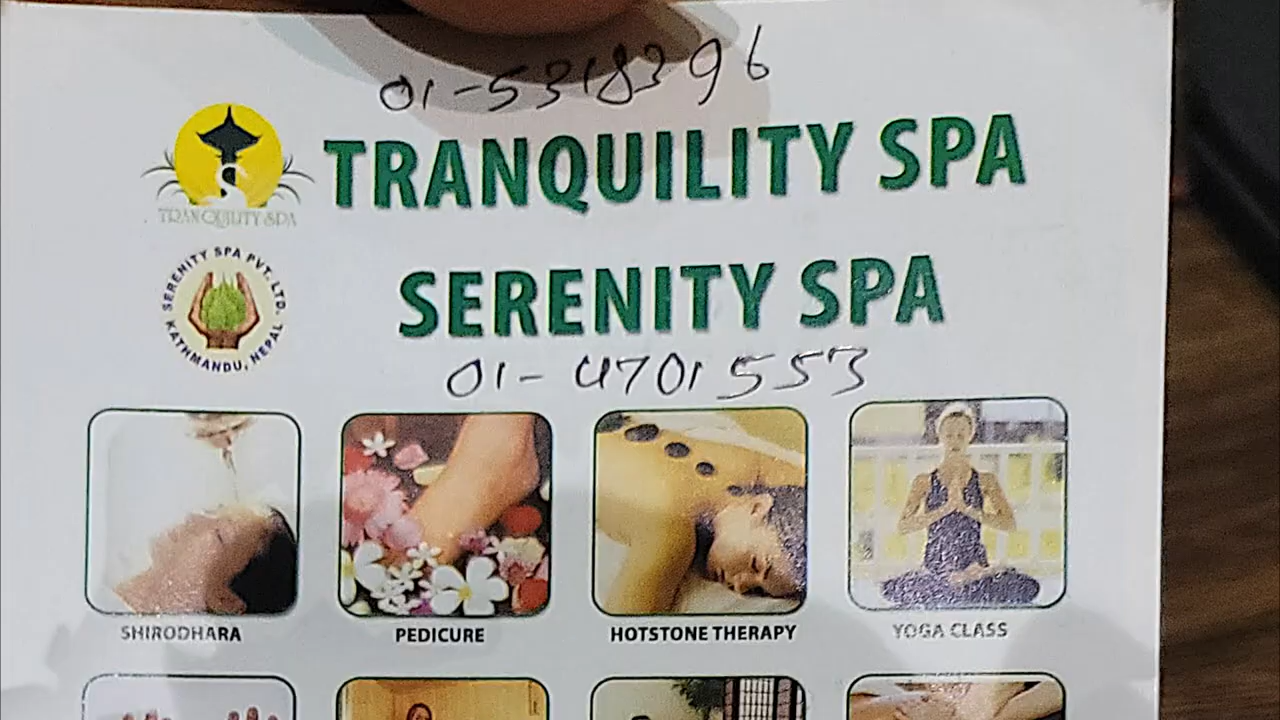 01-5318396
TRANQUILITY SPA
TRANQUILITY SPA
SERENITY SPA PVT. LTD.
KATHMANDU, NEPAL
SERENITY SPA
01-4701553
SHIRODHARA
PEDICURE
HOTSTONE THERAPY
YOGA CLASS